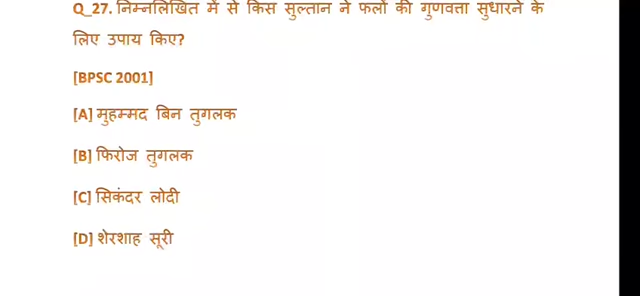 Q_27. निम्नलिखित में से किस सुल्तान ने फलों की गुणवत्ता सुधारने के
लिए उपाय किए?
[BPSC 2001]
[A] मुहम्मद बिन तुगलक
[B] फिरोज तुगलक
[C] सिकंदर लोदी
[D] शेरशाह सूरी